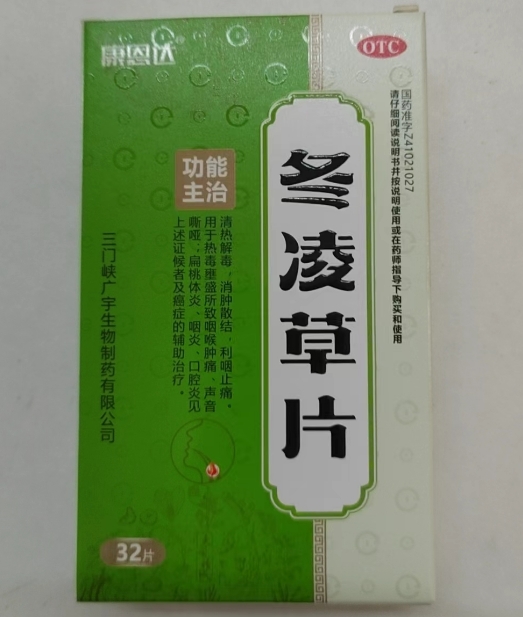 康恩达
OTC
国药准字Z41021027
请仔细阅读说明书并按说明使用或在药师指导下购买和使用
冬凌草片
功能
主治
清热解毒，消肿散结，利咽止痛。
用于热毒壅盛所致咽喉肿痛、声音
嘶哑；扁桃体炎、咽炎、口腔炎见
上述证候者及癌症的辅助治疗。
三门峡广宇生物制药有限公司
32片